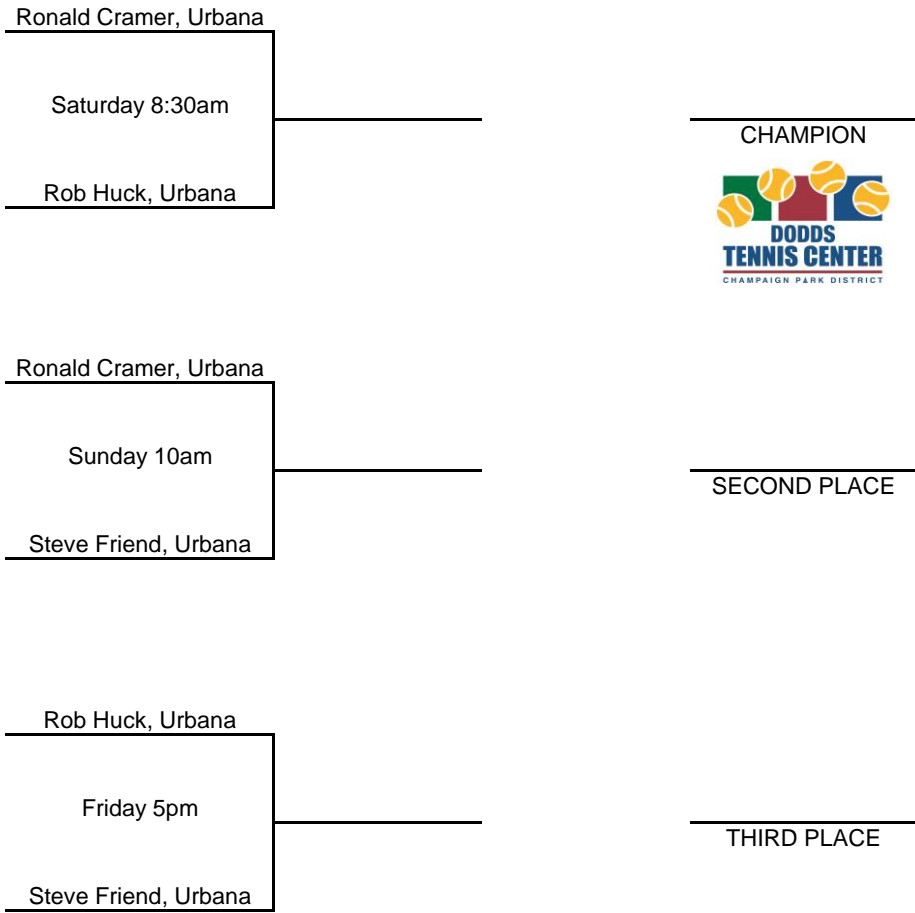 Ronald Cramer, Urbana
Saturday 8:30am
CHAMPION
Rob Huck, Urbana
DODDS
TENNIS CENTER
CHAMPAIGN PARK DISTRICT
Ronald Cramer, Urbana
Sunday 10am
SECOND PLACE
Steve Friend, Urbana
Rob Huck, Urbana
Friday 5pm
THIRD PLACE
Steve Friend, Urbana